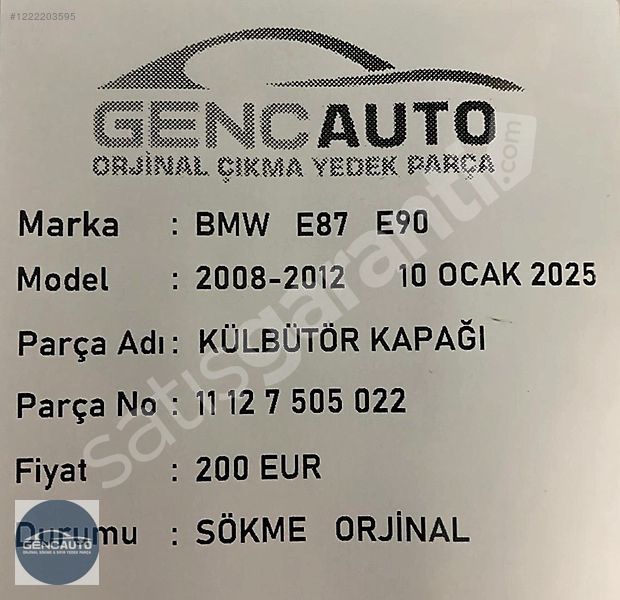 #1222203595
GENCAUTO
ORJİNAL ÇIKMA YEDEK PARÇA
Marka : BMW E87 E90
Model : 2008-2012 10 OCAK 2025
Parça Adı : KÜLBÜTÖR KAPAĞI
Parça No : 11 12 7 505 022
Fiyat : 200 EUR
Durumu : SÖKME ORJİNAL
satışgaranti.com
GENÇAUTO